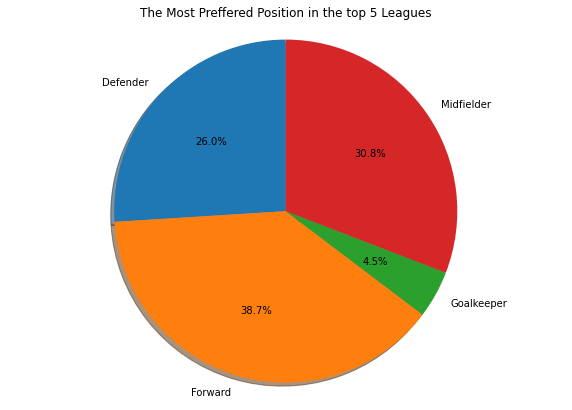 The Most Preffered Position in the top 5 Leagues
Defender
Midfielder
26.0%
30.8%
4.5%
Goalkeeper
38.7%
Forward